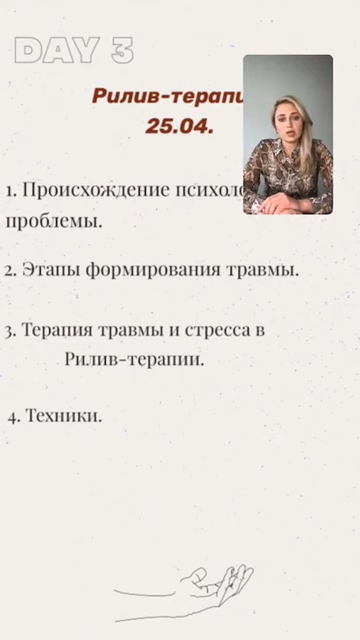 DAY 3
Рилив-терапи
25.04.
1. Происхождение
проблемы.
2. Этапы формирования травмы.
3. Терапия травмы и стресса в
Рилив-терапии.
4. Техники.